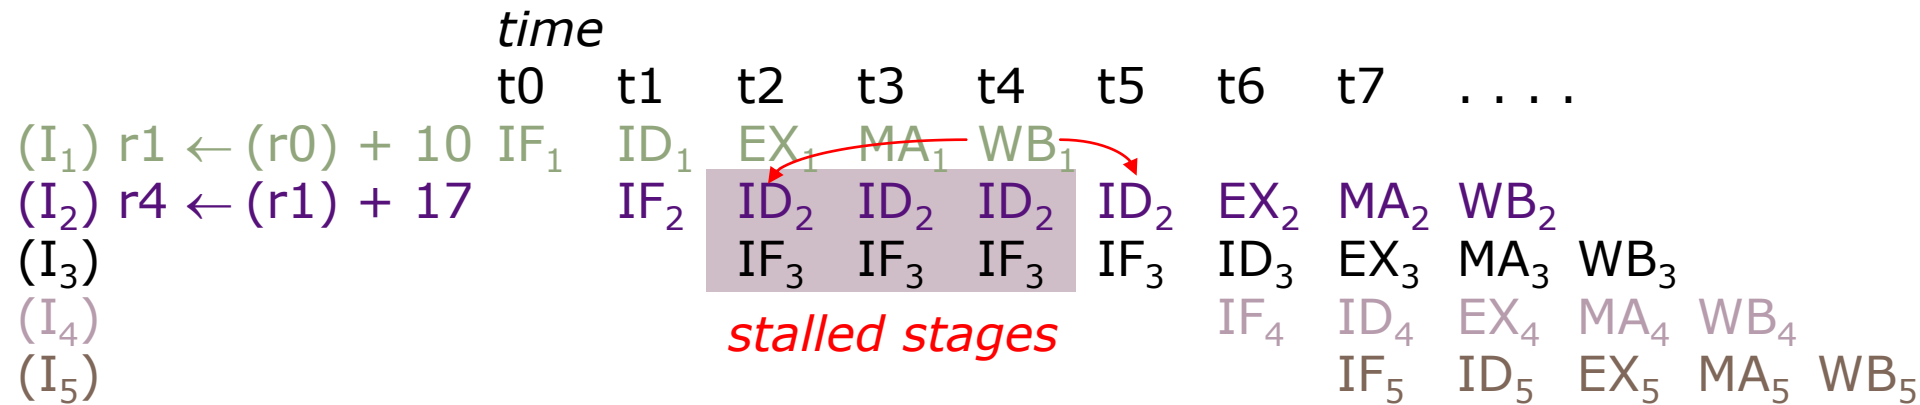 time
t0 t1 t2 t3 t4 t5 t6 t7 . . . .
(I₁) r1 ← (r0) + 10 IF₁ ID₁ EX₁ MA₁ WB₁
(I₂) r4 ← (r1) + 17 IF₂ ID₂ ID₂ ID₂ ID₂ EX₂ MA₂ WB₂
(I₃) IF₃ IF₃ IF₃ IF₃ ID₃ EX₃ MA₃ WB₃
(I₄) IF₄ ID₄ EX₄ MA₄ WB₄
stalled stages
(I₅) IF₅ ID₅ EX₅ MA₅ WB₅